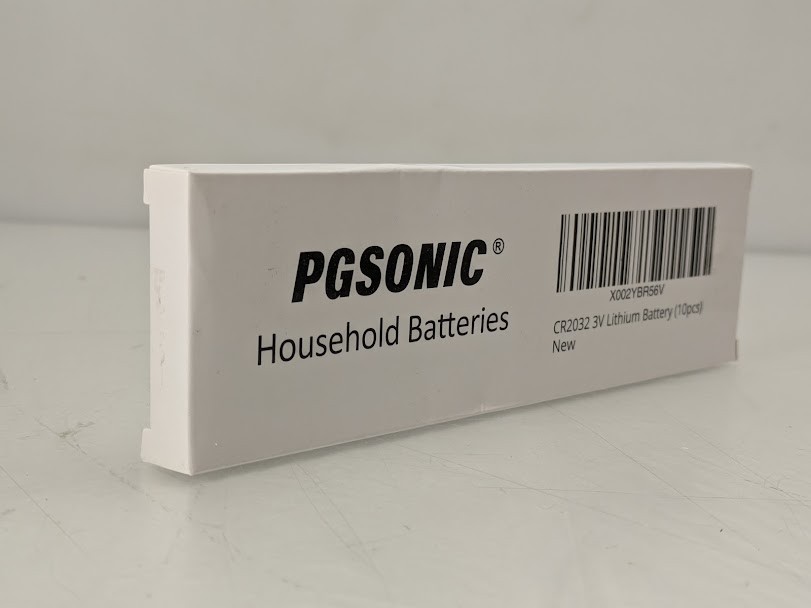 PGSONIC®
Household Batteries
X002YBR56V
CR2032 3V Lithium Battery (10pcs)
New